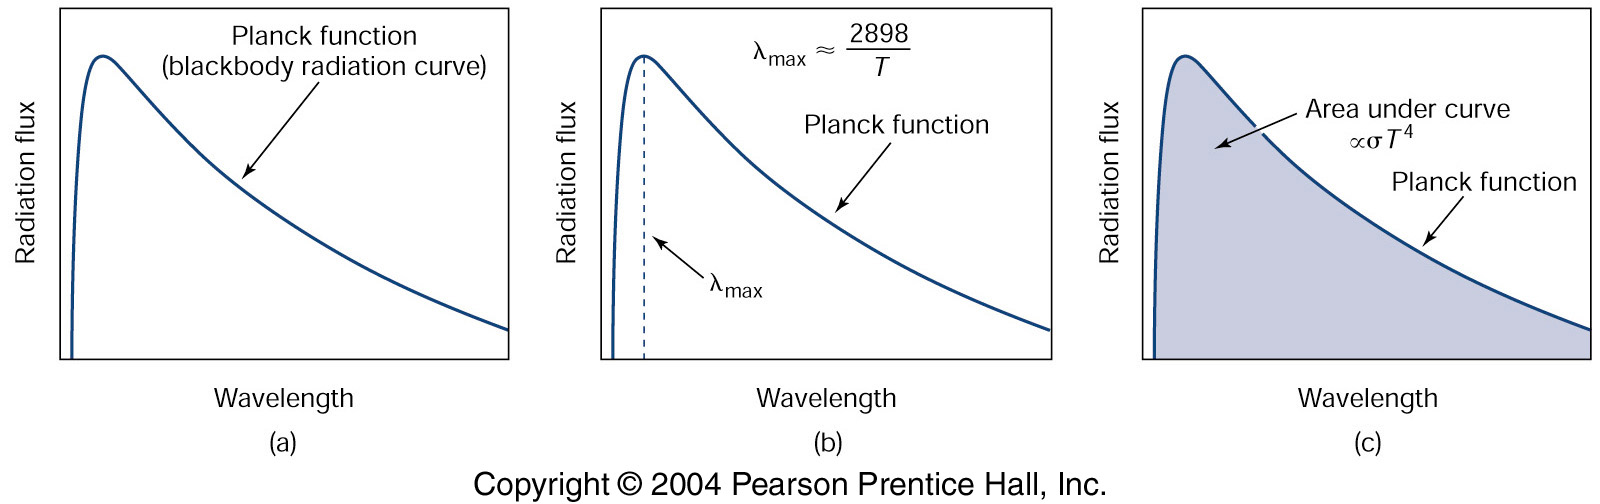 Planck function
(blackbody radiation curve)
Radiation flux
Wavelength
(a)
λmax ≈ 2898
T
Planck function
λmax
Radiation flux
Wavelength
(b)
Area under curve
∝σT⁴
Planck function
Radiation flux
Wavelength
(c)
Copyright © 2004 Pearson Prentice Hall, Inc.